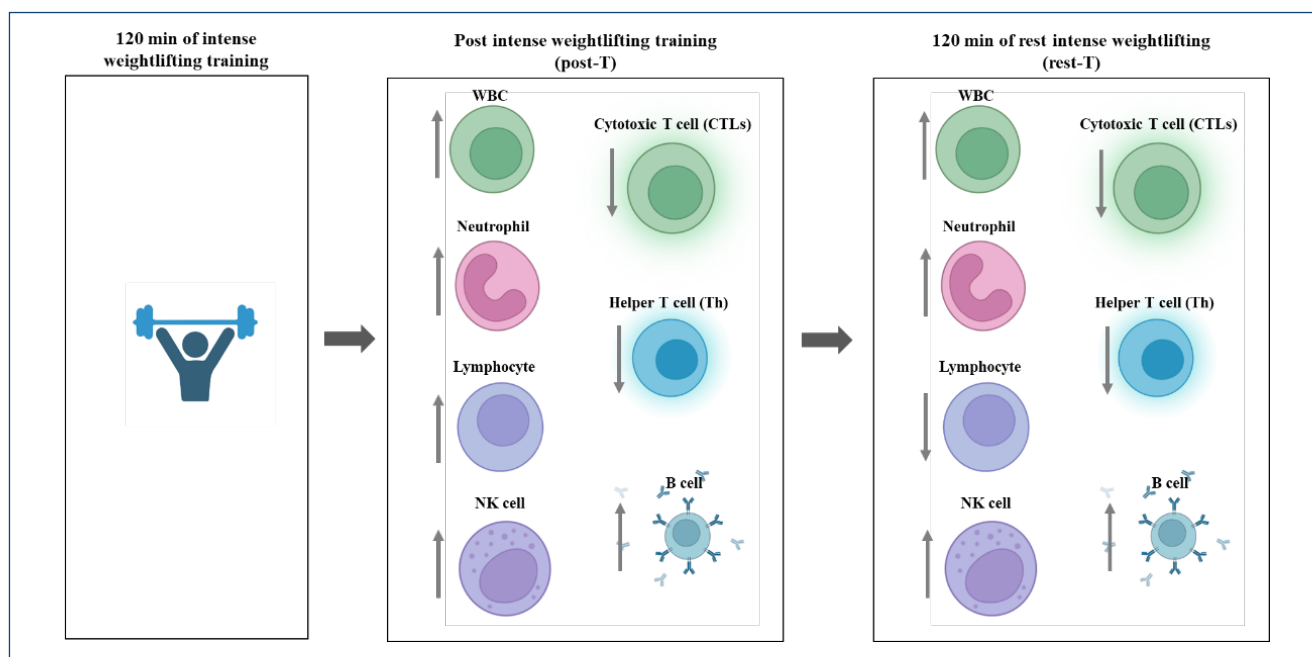 120 min of intense
weightlifting training
Post intense weightlifting training
(post-T)
WBC
Cytotoxic T cell (CTLs)
Neutrophil
Helper T cell (Th)
Lymphocyte
B cell
NK cell
120 min of rest intense weightlifting
(rest-T)
WBC
Cytotoxic T cell (CTLs)
Neutrophil
Helper T cell (Th)
Lymphocyte
B cell
NK cell